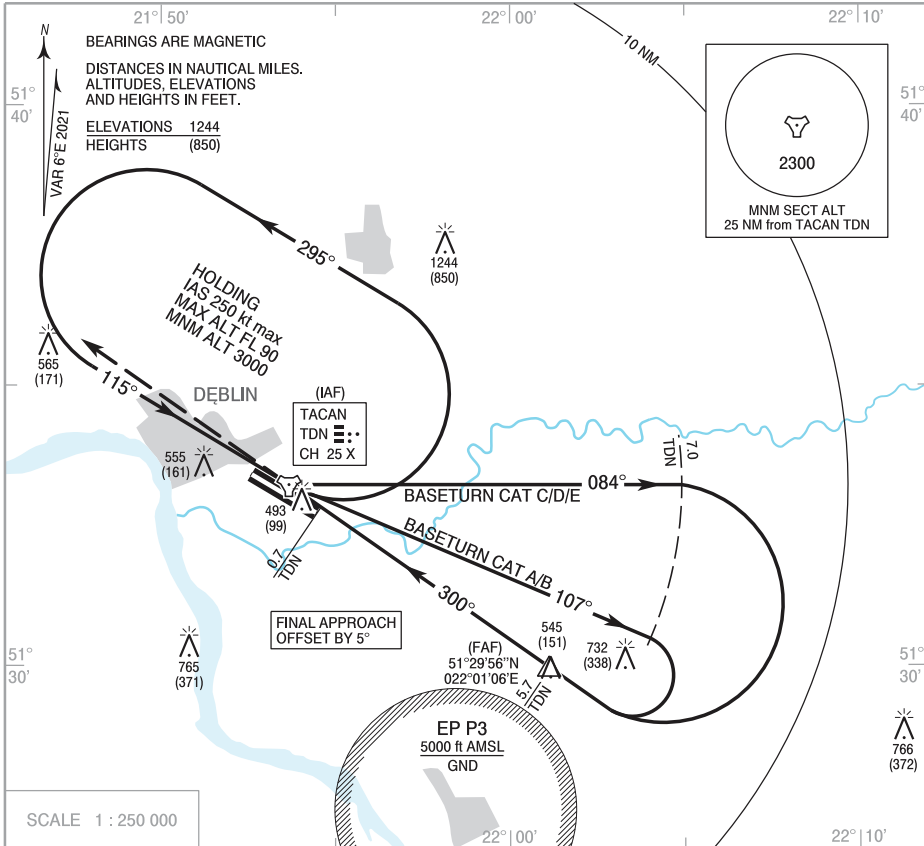 21°50'
22°00'
22°10'
N
VAR 6°E 2021
BEARINGS ARE MAGNETIC
DISTANCES IN NAUTICAL MILES.
ALTITUDES, ELEVATIONS
AND HEIGHTS IN FEET.
ELEVATIONS 1244
HEIGHTS (850)
51°
40'
10 NM
51°
40'
2300
MNM SECT ALT
25 NM from TACAN TDN
295°
1244
(850)
HOLDING
IAS 250 kt max
MAX ALT FL 90
MNM ALT 3000
565
(171)
115°
DĘBLIN
(IAF)
TACAN
TDN
CH 25 X
555
(161)
493
(99)
0.7
TDN
BASETURN CAT C/D/E
084°
7.0
TDN
BASETURN CAT A/B
107°
300°
FINAL APPROACH
OFFSET BY 5°
545
(151)
732
(338)
(FAF)
51°29'56"N
022°01'06'E
5.7
TDN
765
(371)
51°
30'
51°
30'
766
(372)
EP P3
5000 ft AMSL
GND
SCALE 1 : 250 000
22°00'
22°10'